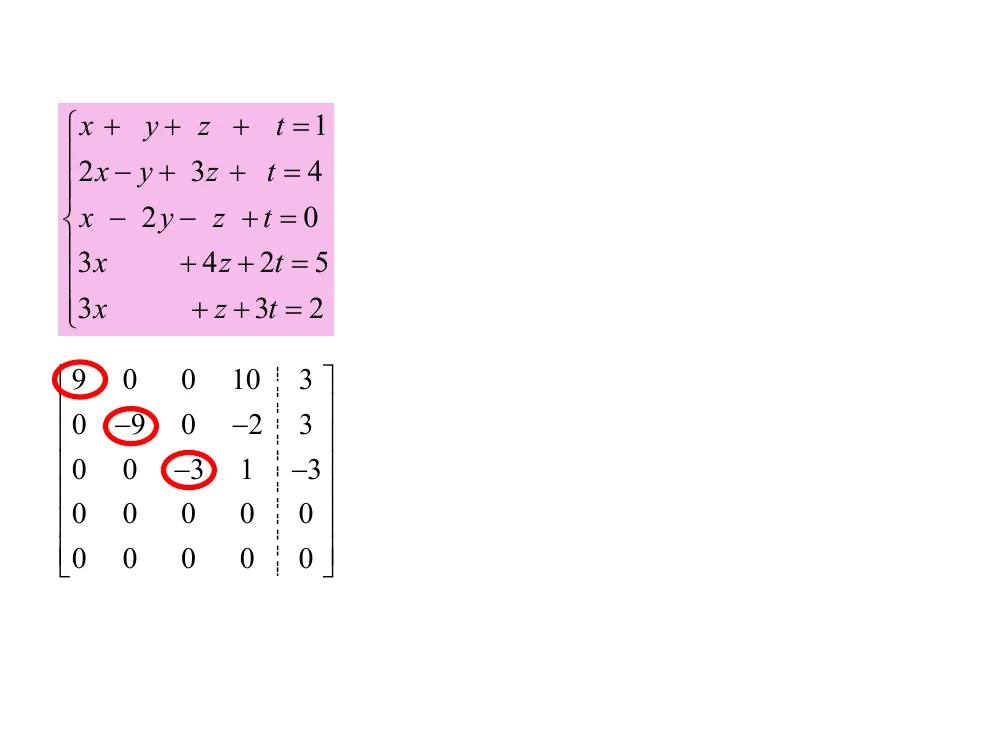 x + y + z + t = 1
2x − y + 3z + t = 4
x − 2y − z + t = 0
3x + 4z + 2t = 5
3x + z + 3t = 2
9 0 0 10 3
0 −9 0 −2 3
0 0 −3 1 −3
0 0 0 0 0
0 0 0 0 0